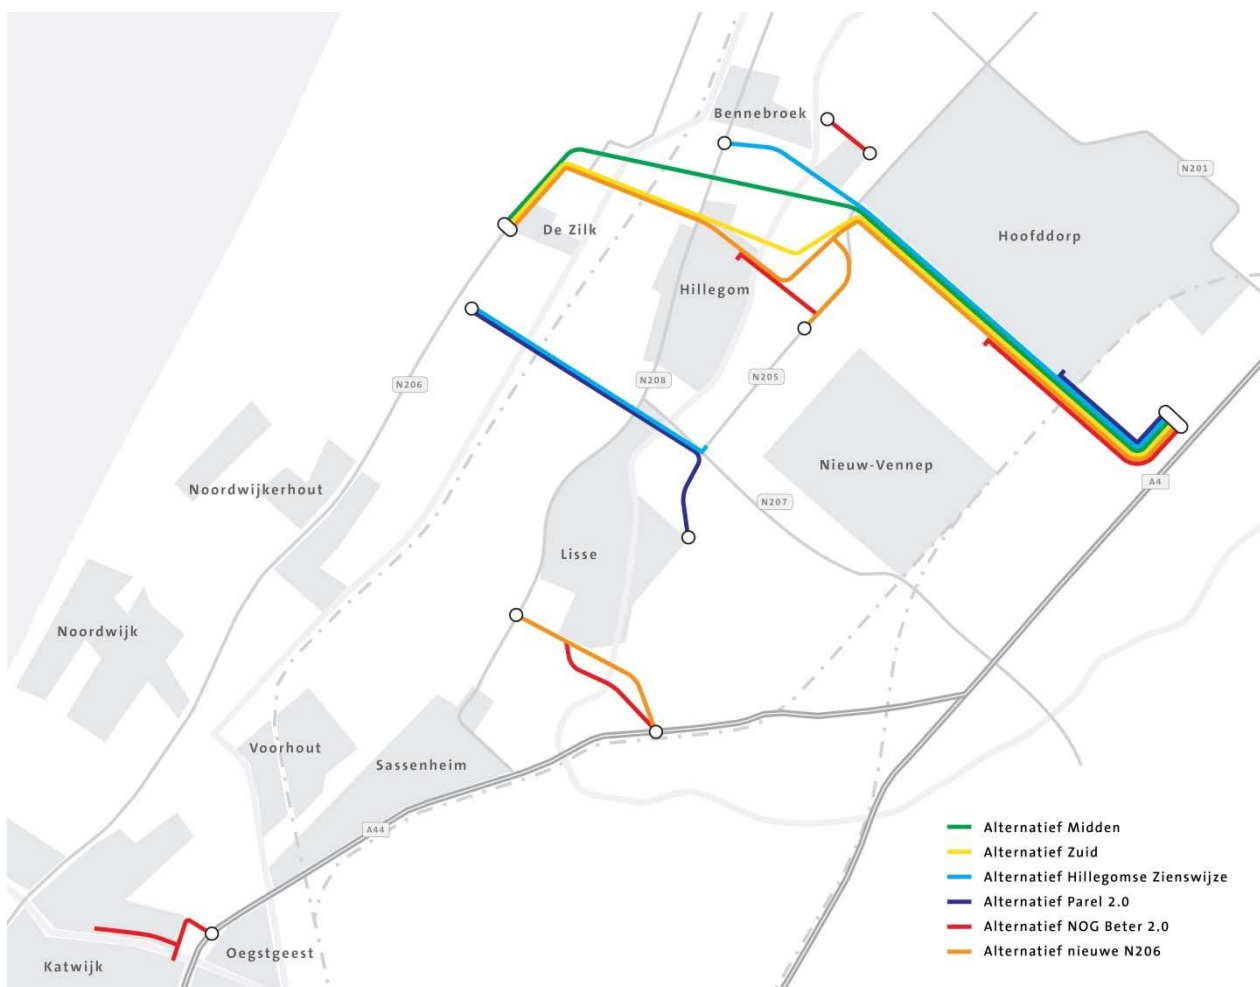 Bennebroek
N201
De Zilk
Hoofddorp
Hillegom
N206
N208
N205
Nieuw-Vennep
Noordwijkerhout
A4
N207
Lisse
Noordwijk
Voorhout
Sassenheim
A44
Oegstgeest
Katwijk
Alternatief Midden
Alternatief Zuid
Alternatief Hillegomse Zienswijze
Alternatief Parel 2.0
Alternatief NOG Beter 2.0
Alternatief nieuwe N206